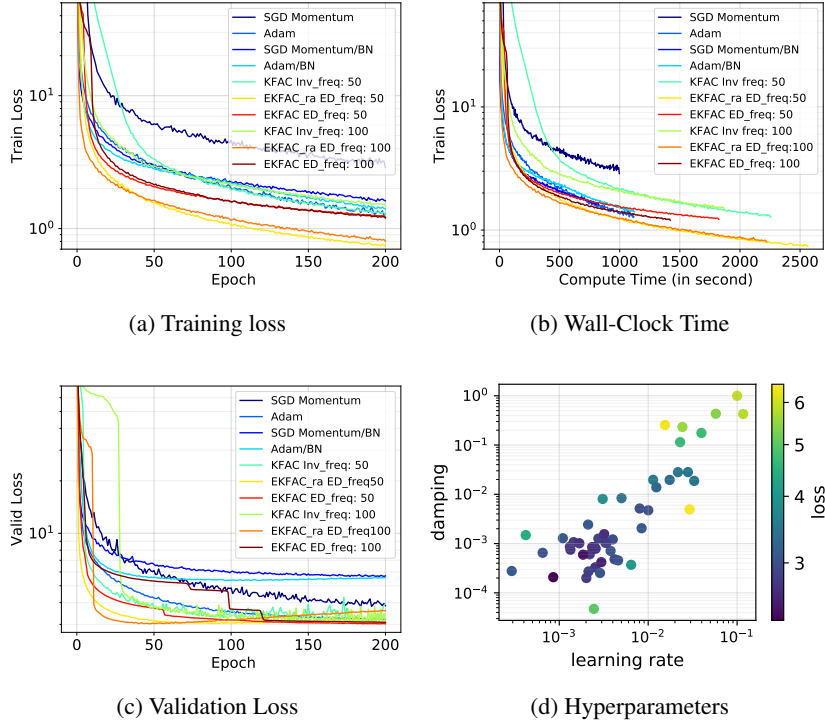 SGD Momentum
Adam
SGD Momentum/BN
Adam/BN
KFAC Inv_freq: 50
EKFAC_ra ED_freq: 50
EKFAC ED_freq: 50
KFAC Inv_freq: 100
EKFAC_ra ED_freq: 100
EKFAC ED_freq: 100
Train Loss
10^1
10^0
0 50 100 150 200
Epoch
(a) Training loss
SGD Momentum
Adam
SGD Momentum/BN
Adam/BN
KFAC Inv freq: 50
EKFAC_ra ED_freq:50
EKFAC ED_freq: 50
KFAC Inv freq: 100
EKFAC_ra ED_freq:100
EKFAC ED_freq: 100
Train Loss
10^1
10^0
0 500 1000 1500 2000 2500
Compute Time (in second)
(b) Wall-Clock Time
SGD Momentum
Adam
SGD Momentum/BN
Adam/BN
KFAC Inv_freq: 50
EKFAC_ra ED_freq50
EKFAC ED_freq: 50
KFAC Inv_freq: 100
EKFAC_ra ED_freq100
EKFAC ED_freq: 100
Valid Loss
10^1
0 50 100 150 200
Epoch
(c) Validation Loss
damping
10^0
10^−1
10^−2
10^−3
10^−4
10^−3 10^−2 10^−1
learning rate
6
5
4
3
loss
(d) Hyperparameters